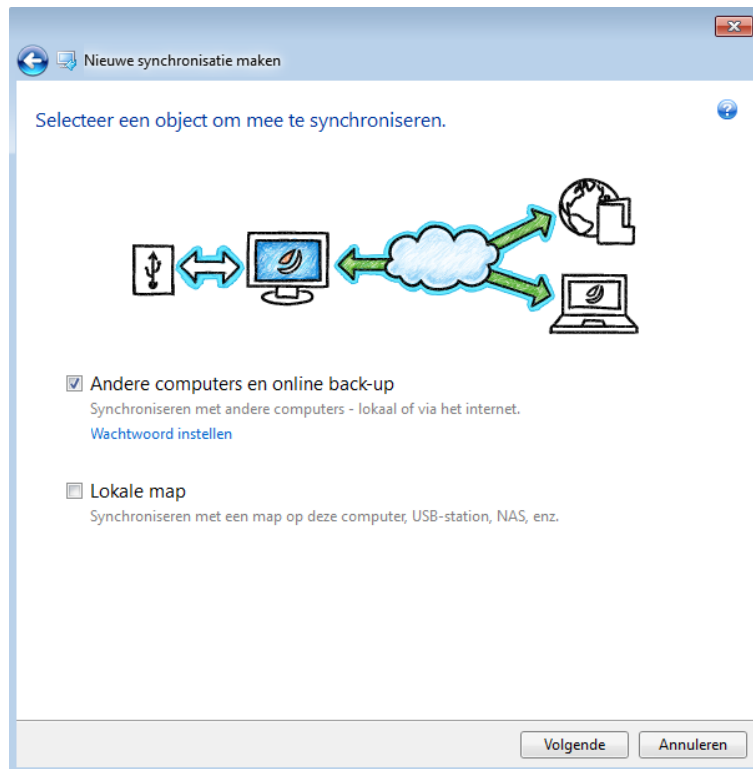 Nieuwe synchronisatie maken
Selecteer een object om mee te synchroniseren.
Andere computers en online back-up
Synchroniseren met andere computers - lokaal of via het internet.
Wachtwoord instellen
Lokale map
Synchroniseren met een map op deze computer, USB-station, NAS, enz.
Volgende
Annuleren